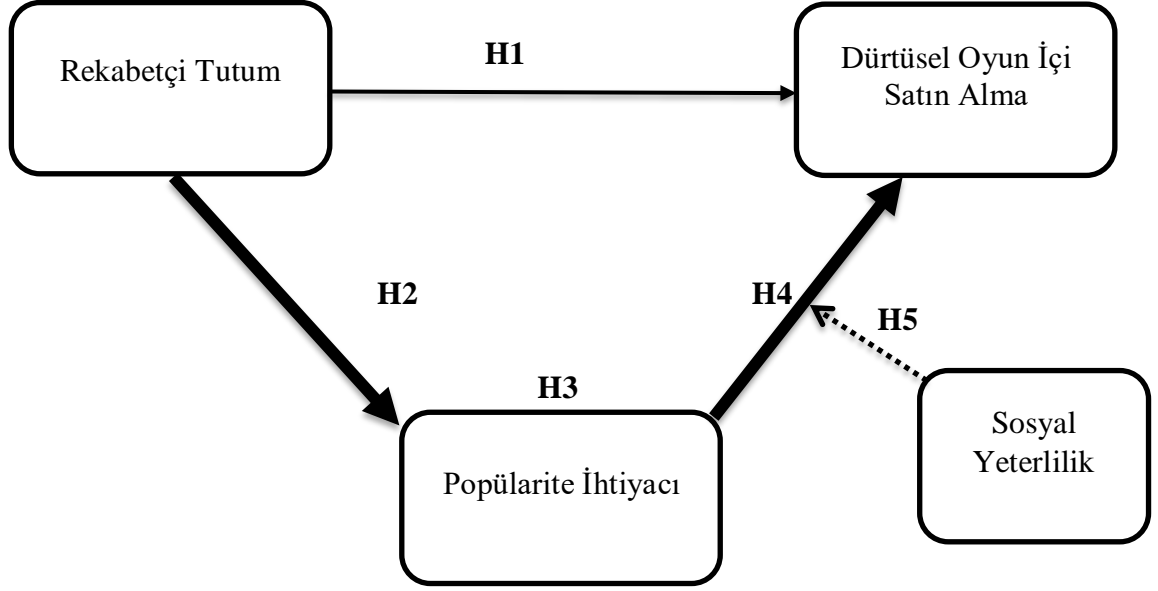 Rekabetçi Tutum
H1
Dürtüsel Oyun İçi
Satın Alma
H2
H4
H5
H3
Popülarite İhtiyacı
Sosyal
Yeterlilik